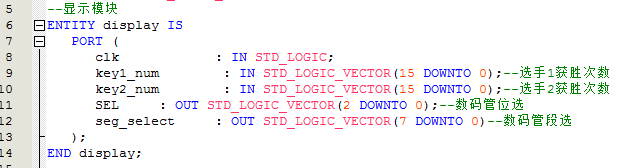 5 --显示模块
6 ENTITY display IS
7 PORT (
8 clk : IN STD_LOGIC;
9 key1_num : IN STD_LOGIC_VECTOR(15 DOWNTO 0);--选手1获胜次数
10 key2_num : IN STD_LOGIC_VECTOR(15 DOWNTO 0);--选手2获胜次数
11 SEL : OUT STD_LOGIC_VECTOR(2 DOWNTO 0);--数码管位选
12 seg_select : OUT STD_LOGIC_VECTOR(7 DOWNTO 0)--数码管段选
13 );
14 END display;